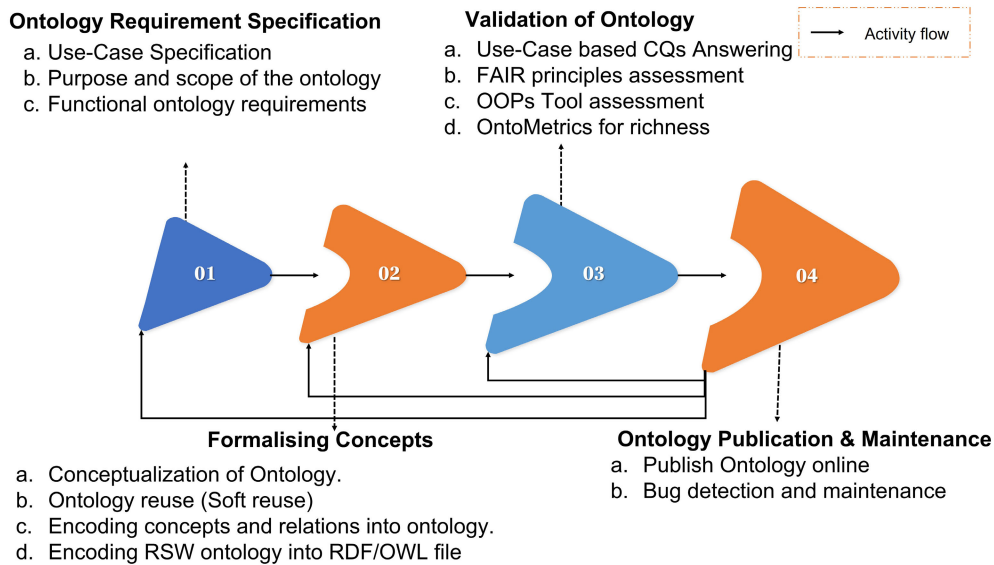 Ontology Requirement Specification
a. Use-Case Specification
b. Purpose and scope of the ontology
c. Functional ontology requirements
Validation of Ontology
a. Use-Case based CQs Answering
b. FAIR principles assessment
c. OOPs Tool assessment
d. OntoMetrics for richness
Activity flow
01
02
03
04
Formalising Concepts
a. Conceptualization of Ontology.
b. Ontology reuse (Soft reuse)
c. Encoding concepts and relations into ontology.
d. Encoding RSW ontology into RDF/OWL file
Ontology Publication & Maintenance
a. Publish Ontology online
b. Bug detection and maintenance